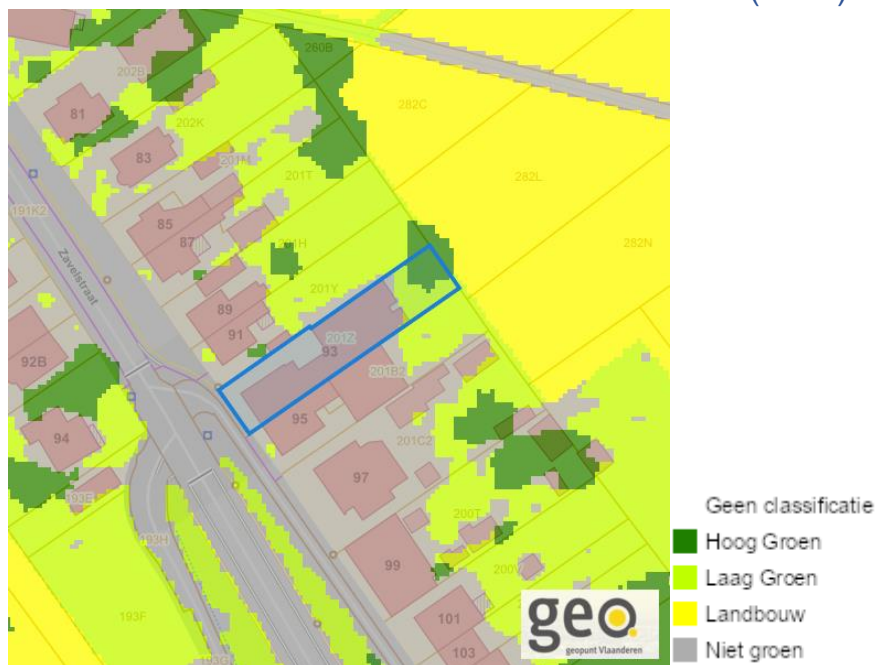 260B
202B
282C
81
202K
83
201M
201T
282L
191K2
85
87
201H
282N
Zavelstraat
201Y
89
91
201Z
93
92B
201B2
95
94
201C2
97
193E
200T
193H
99
200V
193F
101
103
193G
geo
geopunt Vlaanderen
Geen classificatie
Hoog Groen
Laag Groen
Landbouw
Niet groen